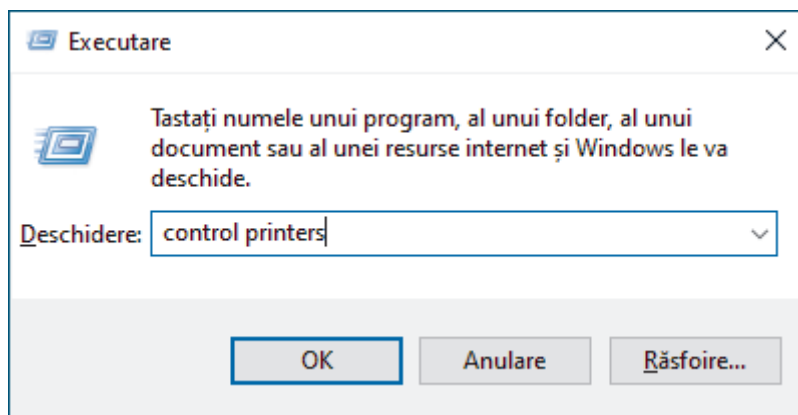 Executare
Tastați numele unui program, al unui folder, al unui
document sau al unei resurse internet și Windows le va
deschide.
Deschidere: control printers
OK Anulare Răsfoire...